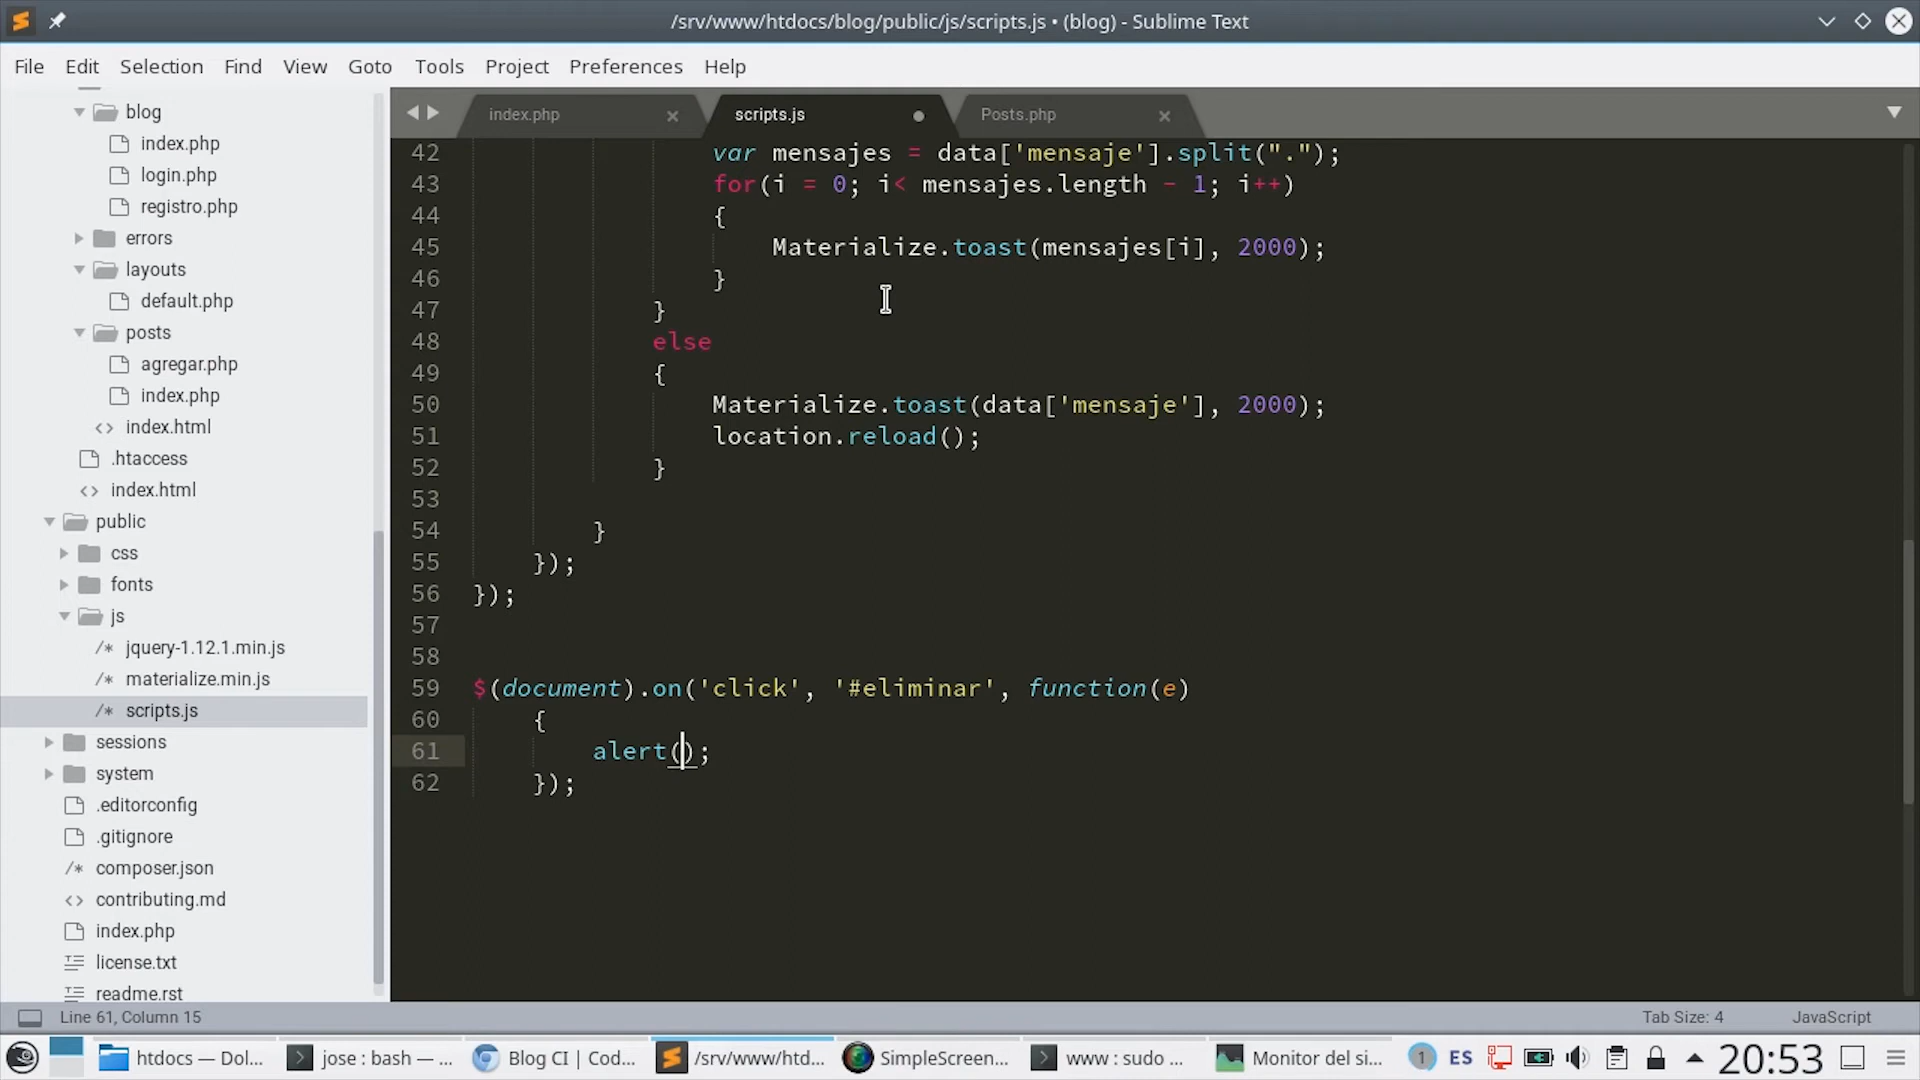 /srv/www/htdocs/blog/public/js/scripts.js • (blog) - Sublime Text
File Edit Selection Find View Goto Tools Project Preferences Help
index.php scripts.js Posts.php
blog
index.php
login.php
registro.php
errors
layouts
default.php
posts
agregar.php
index.php
<> index.html
.htaccess
<> index.html
public
css
fonts
js
/* jquery-1.12.1.min.js
/* materialize.min.js
/* scripts.js
sessions
system
.editorconfig
.gitignore
/* composer.json
<> contributing.md
index.php
license.txt
readme.rst
42 var mensajes = data['mensaje'].split(".");
43 for(i = 0; i< mensajes.length - 1; i++)
44 {
45 Materialize.toast(mensajes[i], 2000);
46 }
47 }
48 else
49 {
50 Materialize.toast(data['mensaje'], 2000);
51 location.reload();
52 }
53
54 }
55 });
56 });
57
58
59 $(document).on('click', '#eliminar', function(e)
60 {
61 alert();
62 });
Line 61, Column 15 Tab Size: 4 JavaScript
htdocs — Dol... jose : bash — ... Blog CI | Cod... /srv/www/htd... SimpleScreen... www : sudo ... Monitor del si... 1 ES 20:53